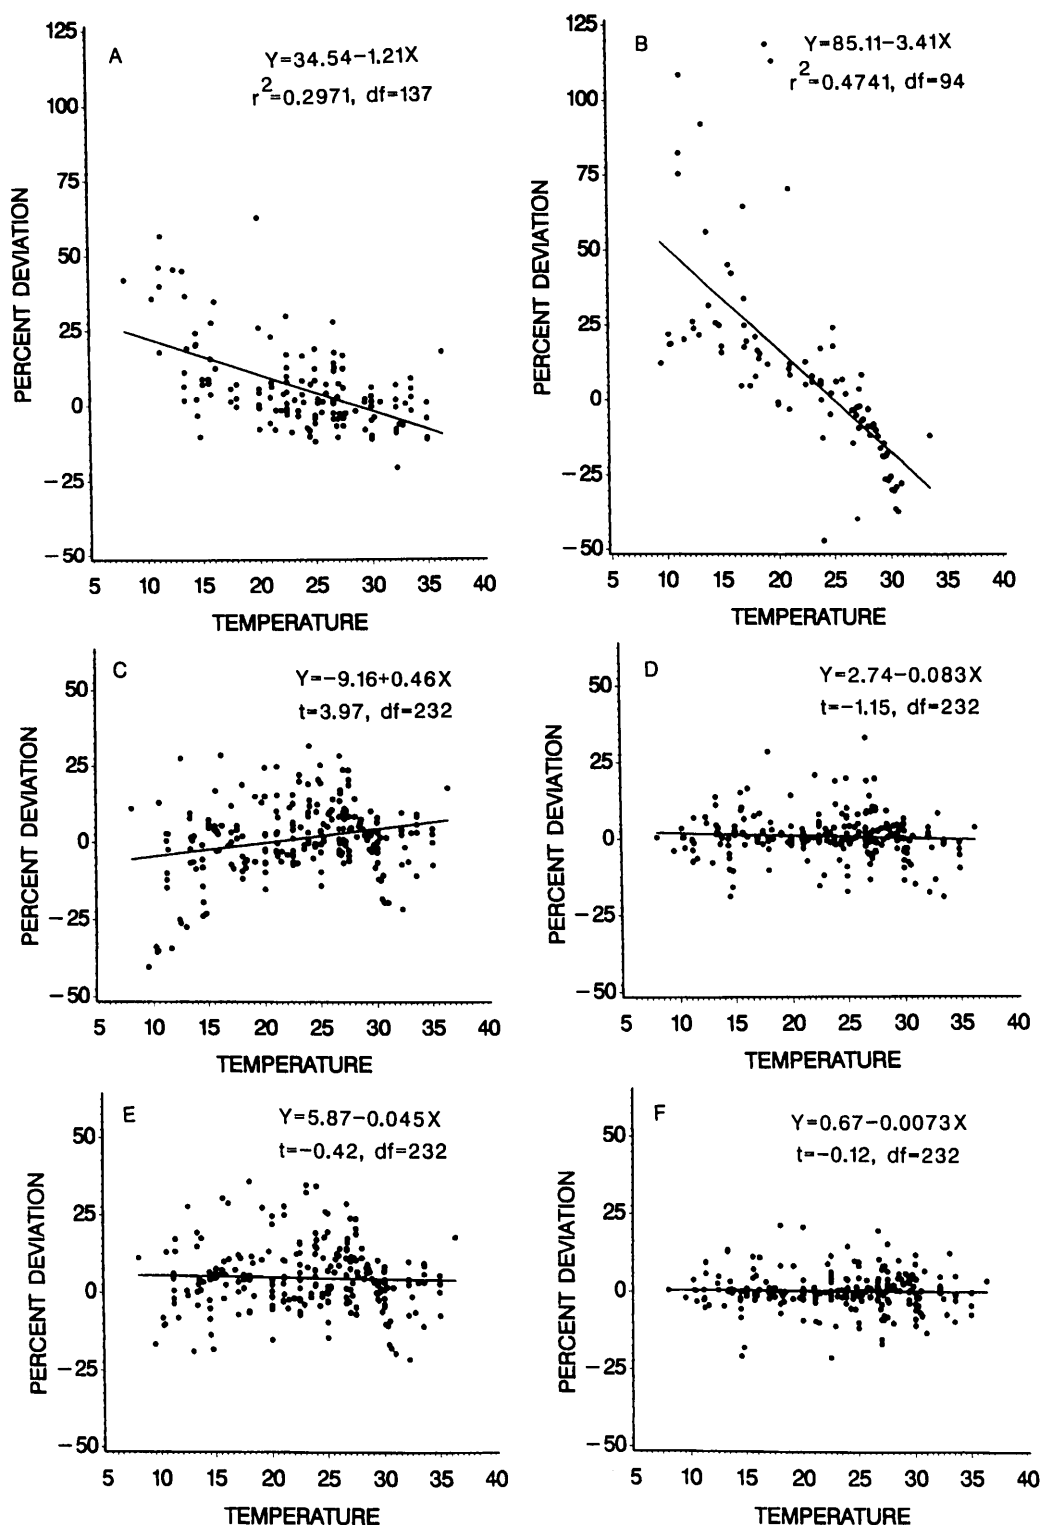 A
Y=34.54-1.21X
r²=0.2971, df=137
125
100
75
50
25
0
-25
-50
PERCENT DEVIATION
5 10 15 20 25 30 35 40
TEMPERATURE
B
Y=85.11-3.41X
r²=0.4741, df=94
125
100
75
50
25
0
-25
-50
PERCENT DEVIATION
5 10 15 20 25 30 35 40
TEMPERATURE
C
Y=-9.16+0.46X
t=3.97, df=232
50
25
0
-25
-50
PERCENT DEVIATION
5 10 15 20 25 30 35 40
TEMPERATURE
D
Y=2.74-0.083X
t=-1.15, df=232
50
25
0
-25
-50
PERCENT DEVIATION
5 10 15 20 25 30 35 40
TEMPERATURE
E
Y=5.87-0.045X
t=-0.42, df=232
50
25
0
-25
-50
PERCENT DEVIATION
5 10 15 20 25 30 35 40
TEMPERATURE
F
Y=0.67-0.0073X
t=-0.12, df=232
50
25
0
-25
-50
PERCENT DEVIATION
5 10 15 20 25 30 35 40
TEMPERATURE